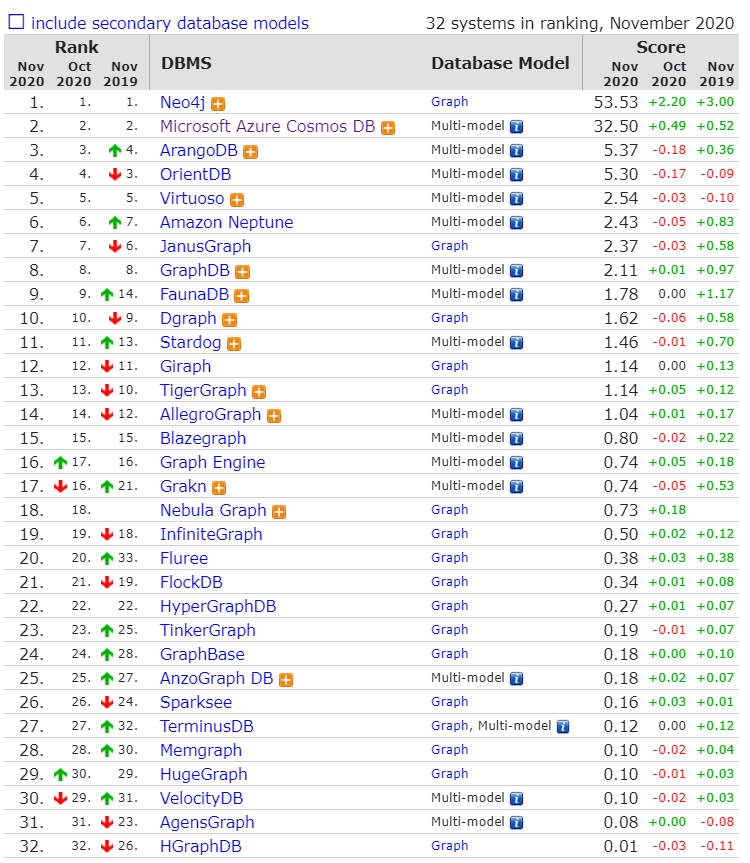 include secondary database models 32 systems in ranking, November 2020
Rank DBMS Database Model Score
Nov Oct Nov Nov Oct Nov
2020 2020 2019 2020 2020 2019
1. 1. 1. Neo4j Graph 53.53 +2.20 +3.00
2. 2. 2. Microsoft Azure Cosmos DB Multi-model 32.50 +0.49 +0.52
3. 3. 4. ArangoDB Multi-model 5.37 -0.18 +0.36
4. 4. 3. OrientDB Multi-model 5.30 -0.17 -0.09
5. 5. 5. Virtuoso Multi-model 2.54 -0.03 -0.10
6. 6. 7. Amazon Neptune Multi-model 2.43 -0.05 +0.83
7. 7. 6. JanusGraph Graph 2.37 -0.03 +0.58
8. 8. 8. GraphDB Multi-model 2.11 +0.01 +0.97
9. 9. 14. FaunaDB Multi-model 1.78 0.00 +1.17
10. 10. 9. Dgraph Graph 1.62 -0.06 +0.58
11. 11. 13. Stardog Multi-model 1.46 -0.01 +0.70
12. 12. 11. Giraph Graph 1.14 0.00 +0.13
13. 13. 10. TigerGraph Graph 1.14 +0.05 +0.12
14. 14. 12. AllegroGraph Multi-model 1.04 +0.01 +0.17
15. 15. 15. Blazegraph Multi-model 0.80 -0.02 +0.22
16. 17. 16. Graph Engine Multi-model 0.74 +0.05 +0.18
17. 16. 21. Grakn Multi-model 0.74 -0.05 +0.53
18. 18. Nebula Graph Graph 0.73 +0.18
19. 19. 18. InfiniteGraph Graph 0.50 +0.02 +0.12
20. 20. 33. Fluree Graph 0.38 +0.03 +0.38
21. 21. 19. FlockDB Graph 0.34 +0.01 +0.08
22. 22. 22. HyperGraphDB Graph 0.27 +0.01 +0.07
23. 23. 25. TinkerGraph Graph 0.19 -0.01 +0.07
24. 24. 28. GraphBase Graph 0.18 +0.00 +0.10
25. 25. 27. AnzoGraph DB Multi-model 0.18 +0.02 +0.07
26. 26. 24. Sparksee Graph 0.16 +0.03 +0.01
27. 27. 32. TerminusDB Graph, Multi-model 0.12 0.00 +0.12
28. 28. 30. Memgraph Graph 0.10 -0.02 +0.04
29. 30. 29. HugeGraph Graph 0.10 -0.01 +0.03
30. 29. 31. VelocityDB Multi-model 0.10 -0.02 +0.03
31. 31. 23. AgensGraph Multi-model 0.08 +0.00 -0.08
32. 32. 26. HGraphDB Graph 0.01 -0.03 -0.11